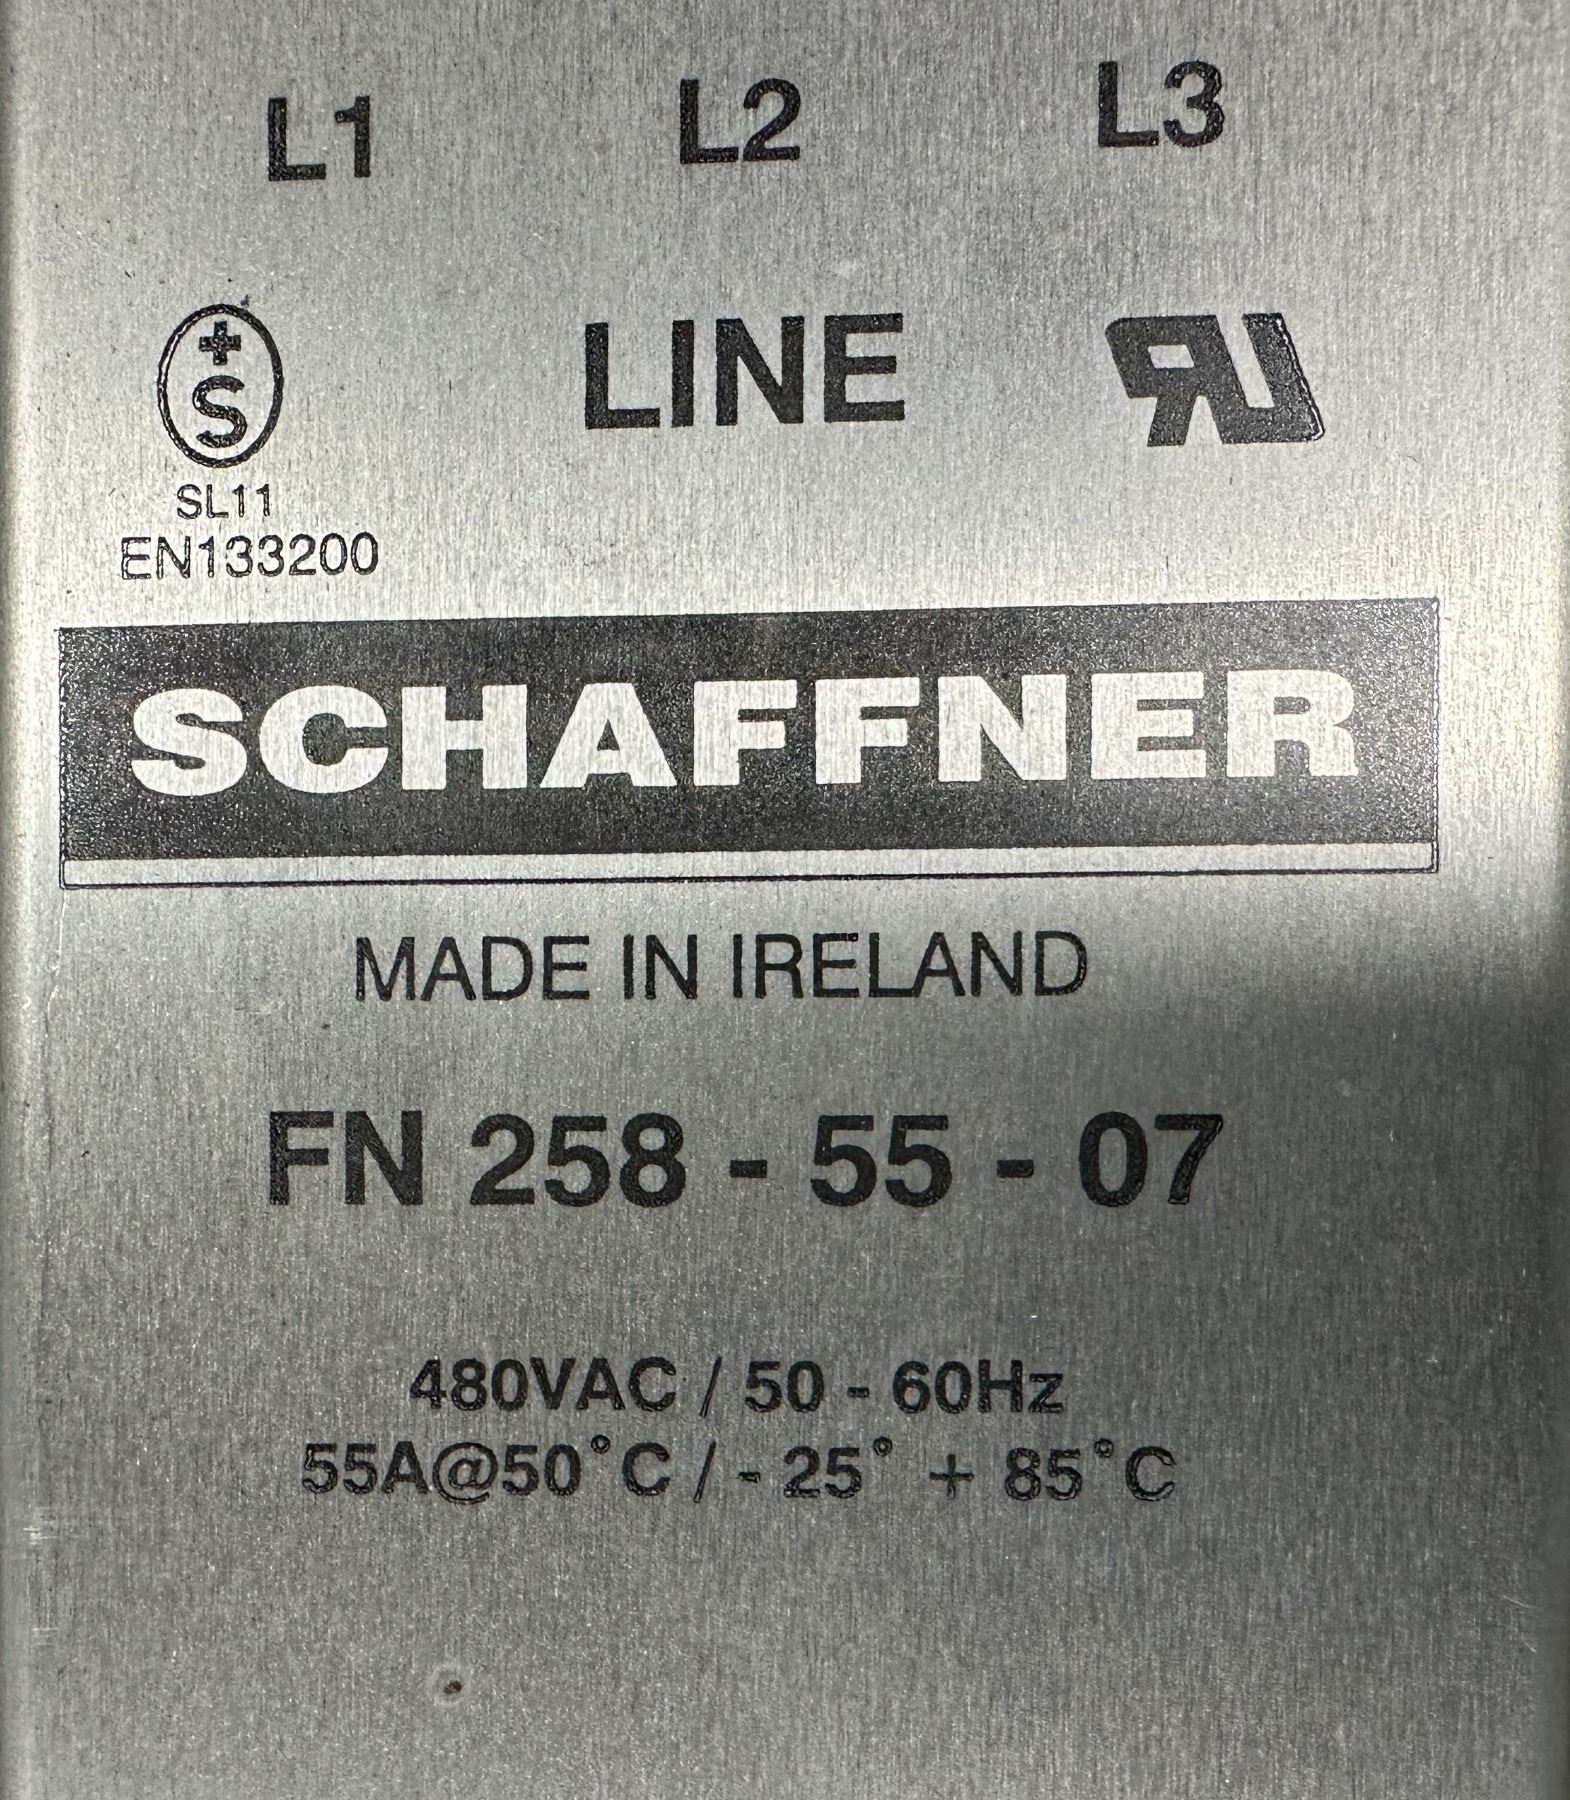 L1 L2 L3
+S
LINE
RU
SL11
EN133200
SCHAFFNER
MADE IN IRELAND
FN 258 - 55 - 07
480VAC / 50 - 60Hz
55A@50°C / - 25° + 85°C